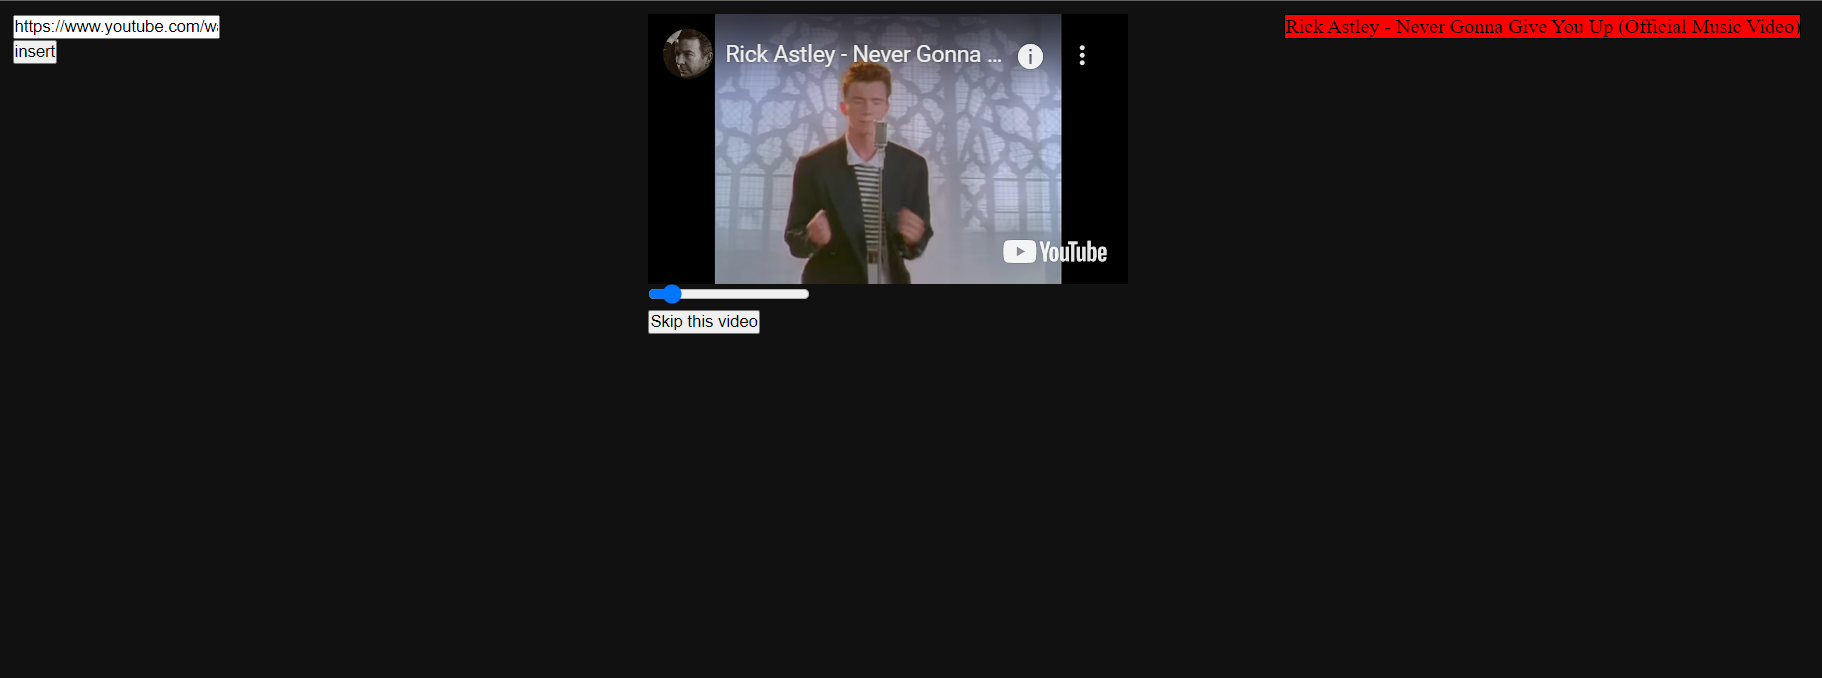 https://www.youtube.com/w
insert
Rick Astley - Never Gonna ...
YouTube
Skip this video
Rick Astley - Never Gonna Give You Up (Official Music Video)